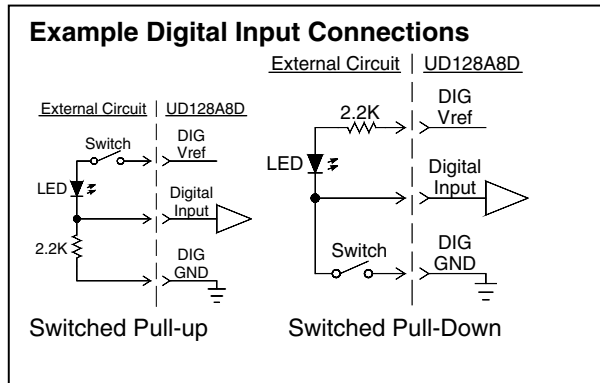 Example Digital Input Connections
External Circuit UD128A8D
Switch
DIG
Vref
LED
Digital
Input
2.2K
DIG
GND
Switched Pull-up
External Circuit UD128A8D
2.2K
DIG
Vref
LED
Digital
Input
Switch
DIG
GND
Switched Pull-Down